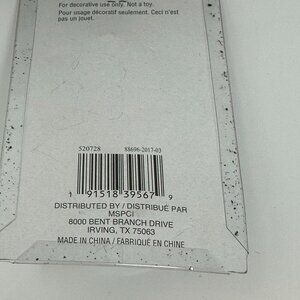 For decorative use only. Not a toy.
Pour usage décoratif seulement. Ceci n'est
pas un jouet.
520728 88696-2017-03
1 91518 39567 9
DISTRIBUTED BY / DISTRIBUÉ PAR
MSPCI
8000 BENT BRANCH DRIVE
IRVING, TX 75063
MADE IN CHINA / FABRIQUÉ EN CHINE